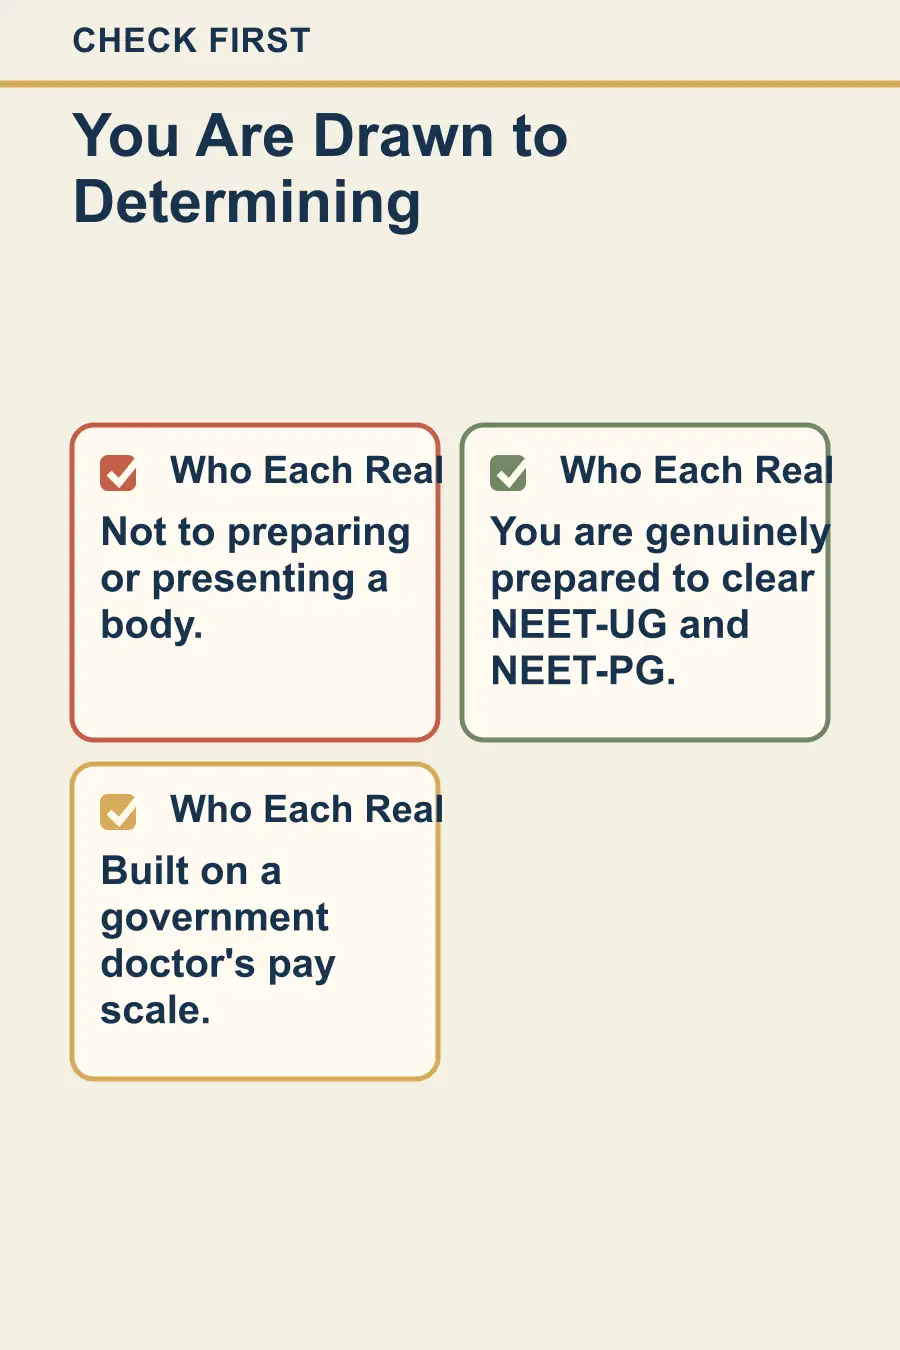 CHECK FIRST
You Are Drawn to
Determining
Who Each Real
Not to preparing
or presenting a
body.
Who Each Real
You are genuinely
prepared to clear
NEET-UG and
NEET-PG.
Who Each Real
Built on a
government
doctor's pay
scale.